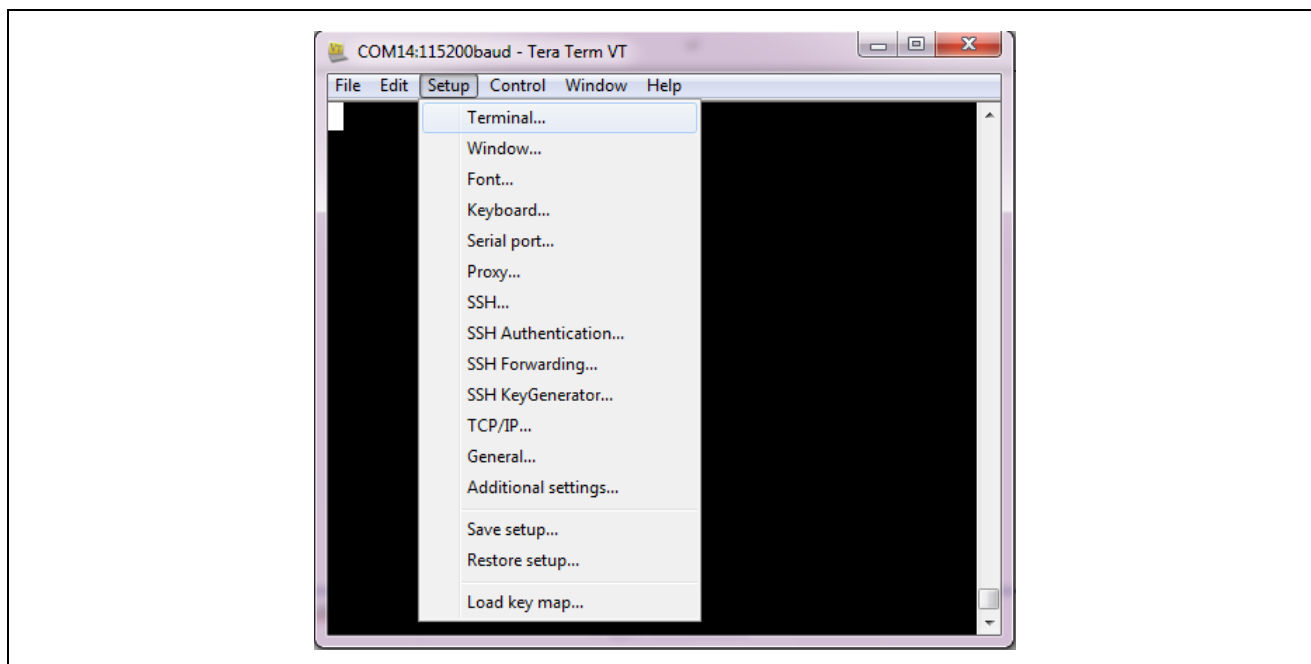 COM14:115200baud - Tera Term VT
File Edit Setup Control Window Help
Terminal...
Window...
Font...
Keyboard...
Serial port...
Proxy...
SSH...
SSH Authentication...
SSH Forwarding...
SSH KeyGenerator...
TCP/IP...
General...
Additional settings...
Save setup...
Restore setup...
Load key map...